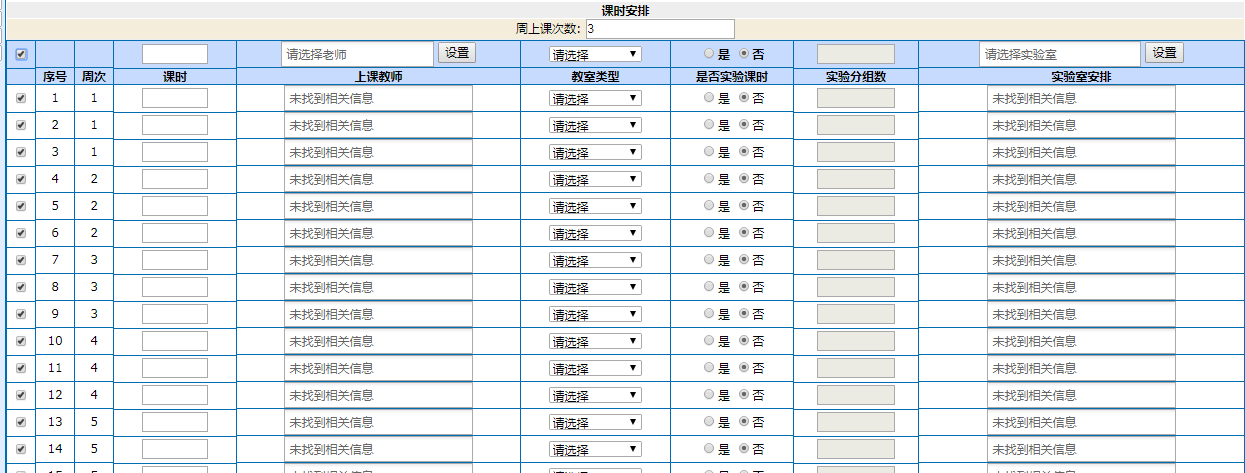 课时安排
周上课次数: 3
请选择老师 设置 请选择 是 否 请选择实验室 设置
序号 周次 课时 上课教师 教室类型 是否实验课时 实验分组数 实验室安排
1 1 未找到相关信息 请选择 是 否 未找到相关信息
2 1 未找到相关信息 请选择 是 否 未找到相关信息
3 1 未找到相关信息 请选择 是 否 未找到相关信息
4 2 未找到相关信息 请选择 是 否 未找到相关信息
5 2 未找到相关信息 请选择 是 否 未找到相关信息
6 2 未找到相关信息 请选择 是 否 未找到相关信息
7 3 未找到相关信息 请选择 是 否 未找到相关信息
8 3 未找到相关信息 请选择 是 否 未找到相关信息
9 3 未找到相关信息 请选择 是 否 未找到相关信息
10 4 未找到相关信息 请选择 是 否 未找到相关信息
11 4 未找到相关信息 请选择 是 否 未找到相关信息
12 4 未找到相关信息 请选择 是 否 未找到相关信息
13 5 未找到相关信息 请选择 是 否 未找到相关信息
14 5 未找到相关信息 请选择 是 否 未找到相关信息